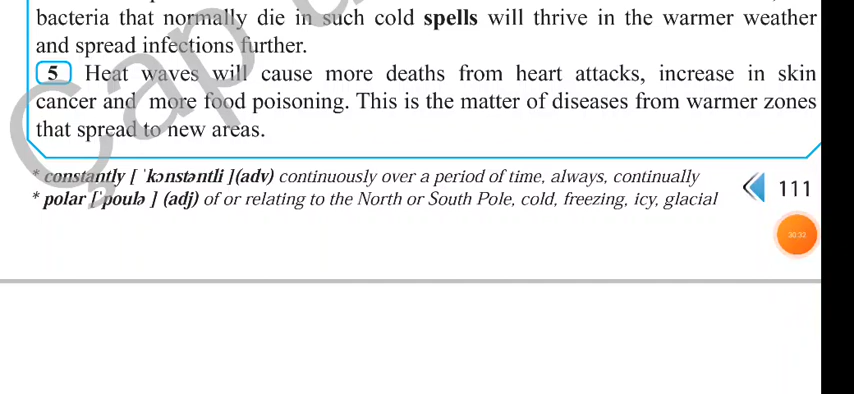 bacteria that normally die in such cold spells will thrive in the warmer weather
and spread infections further.
5 Heat waves will cause more deaths from heart attacks, increase in skin
cancer and more food poisoning. This is the matter of diseases from warmer zones
that spread to new areas.
* constantly [ ˈkɔnstəntli ](adv) continuously over a period of time, always, continually
* polar [ˈpoulə ] (adj) of or relating to the North or South Pole, cold, freezing, icy, glacial
111
30:33
Çap